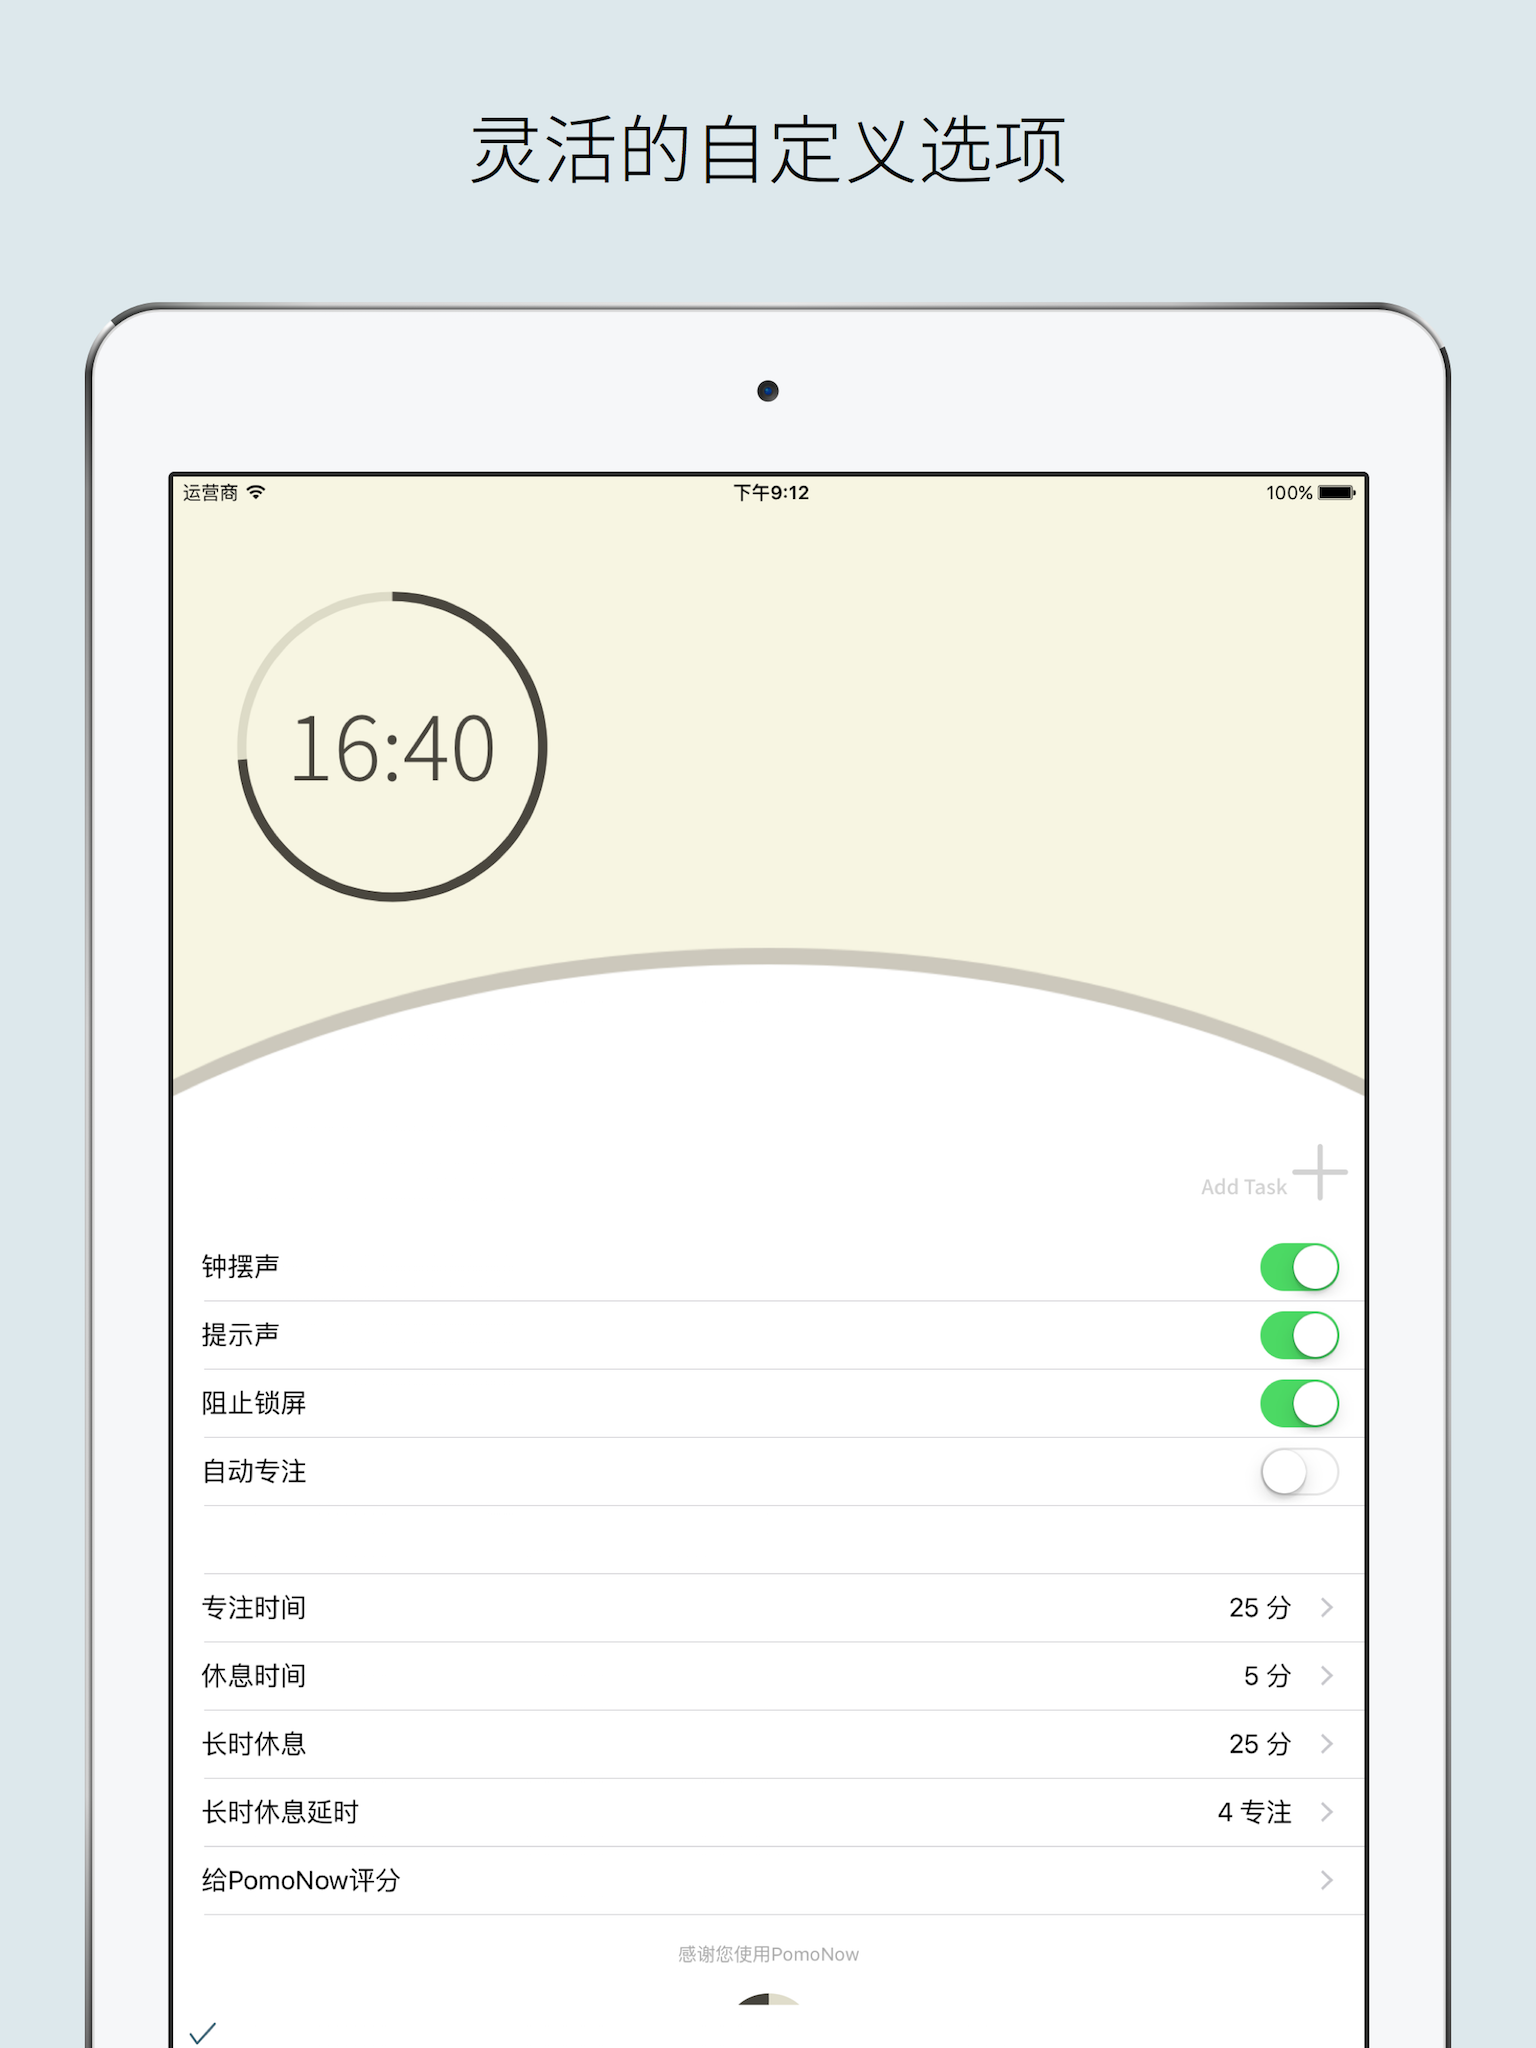 灵活的自定义选项
运营商 下午9:12 100%
16:40
Add Task
钟摆声
提示声
阻止锁屏
自动专注
专注时间 25 分
休息时间 5 分
长时休息 25 分
长时休息延时 4 专注
给PomoNow评分
感谢您使用PomoNow